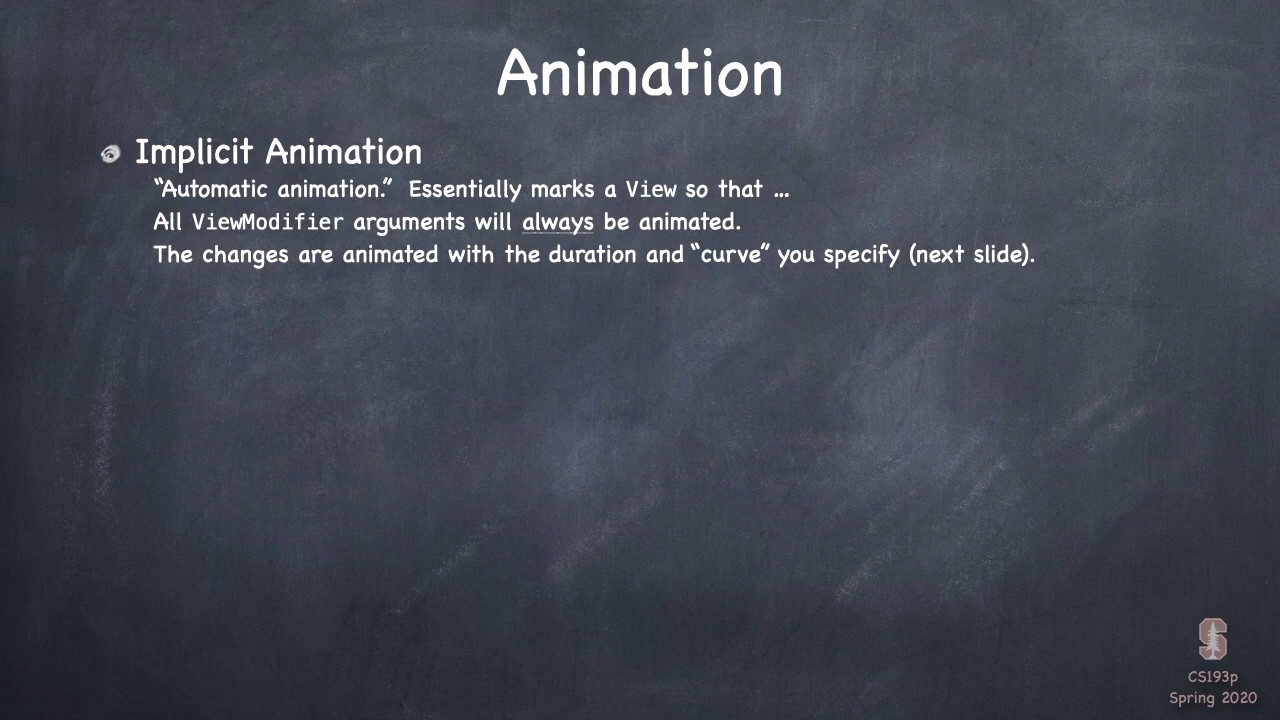 Animation
Implicit Animation
“Automatic animation.” Essentially marks a View so that ...
All ViewModifier arguments will always be animated.
The changes are animated with the duration and “curve” you specify (next slide).
S
CS193p
Spring 2020